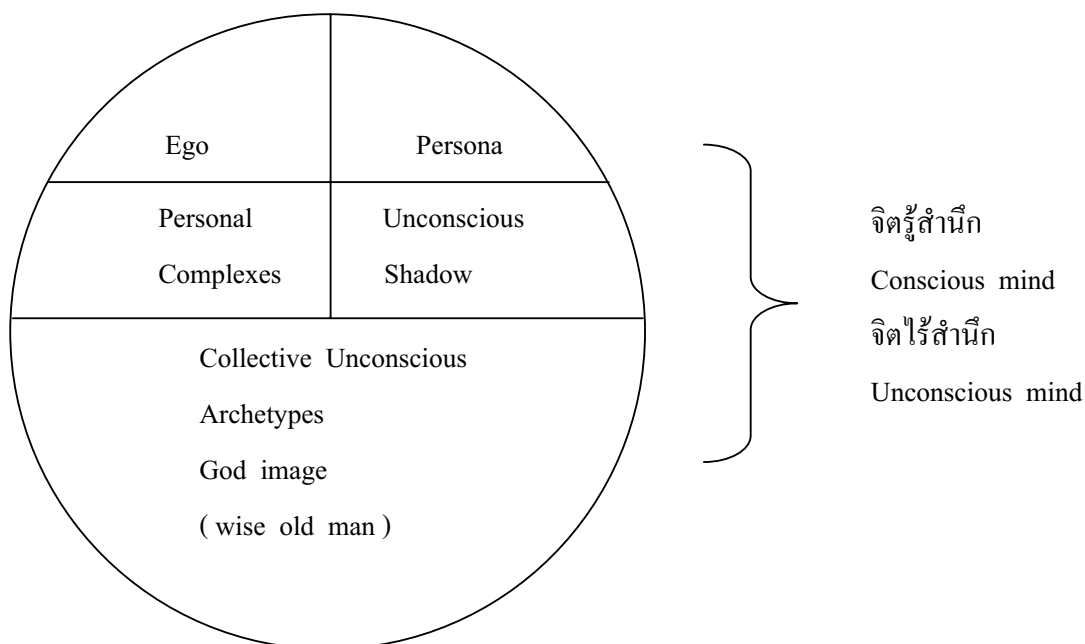 Ego
Persona
Personal
Unconscious
Complexes
Shadow
Collective Unconscious
Archetypes
God image
( wise old man )
จิตรู้สำนึก
Conscious mind
จิตไร้สำนึก
Unconscious mind